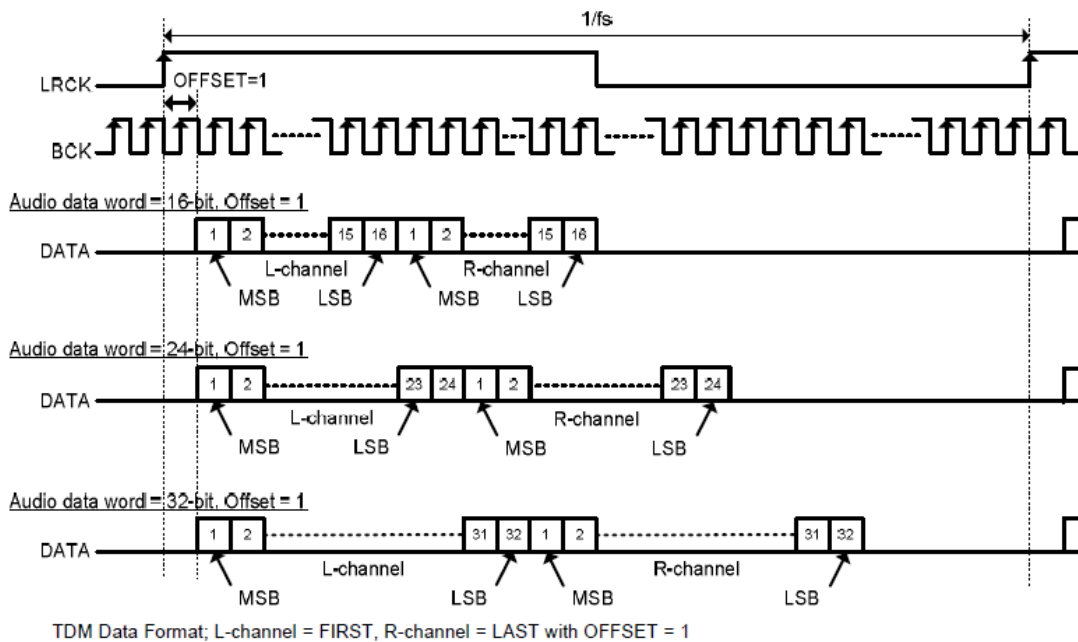 1/fs
OFFSET=1
LRCK
BCK
Audio data word = 16-bit, Offset = 1
DATA
1 2 15 16 1 2 15 16
L-channel R-channel
MSB LSB MSB LSB
Audio data word = 24-bit, Offset = 1
DATA
1 2 23 24 1 2 23 24
L-channel R-channel
MSB LSB MSB LSB
Audio data word = 32-bit, Offset = 1
DATA
1 2 31 32 1 2 31 32
L-channel R-channel
MSB LSB MSB LSB
TDM Data Format; L-channel = FIRST, R-channel = LAST with OFFSET = 1